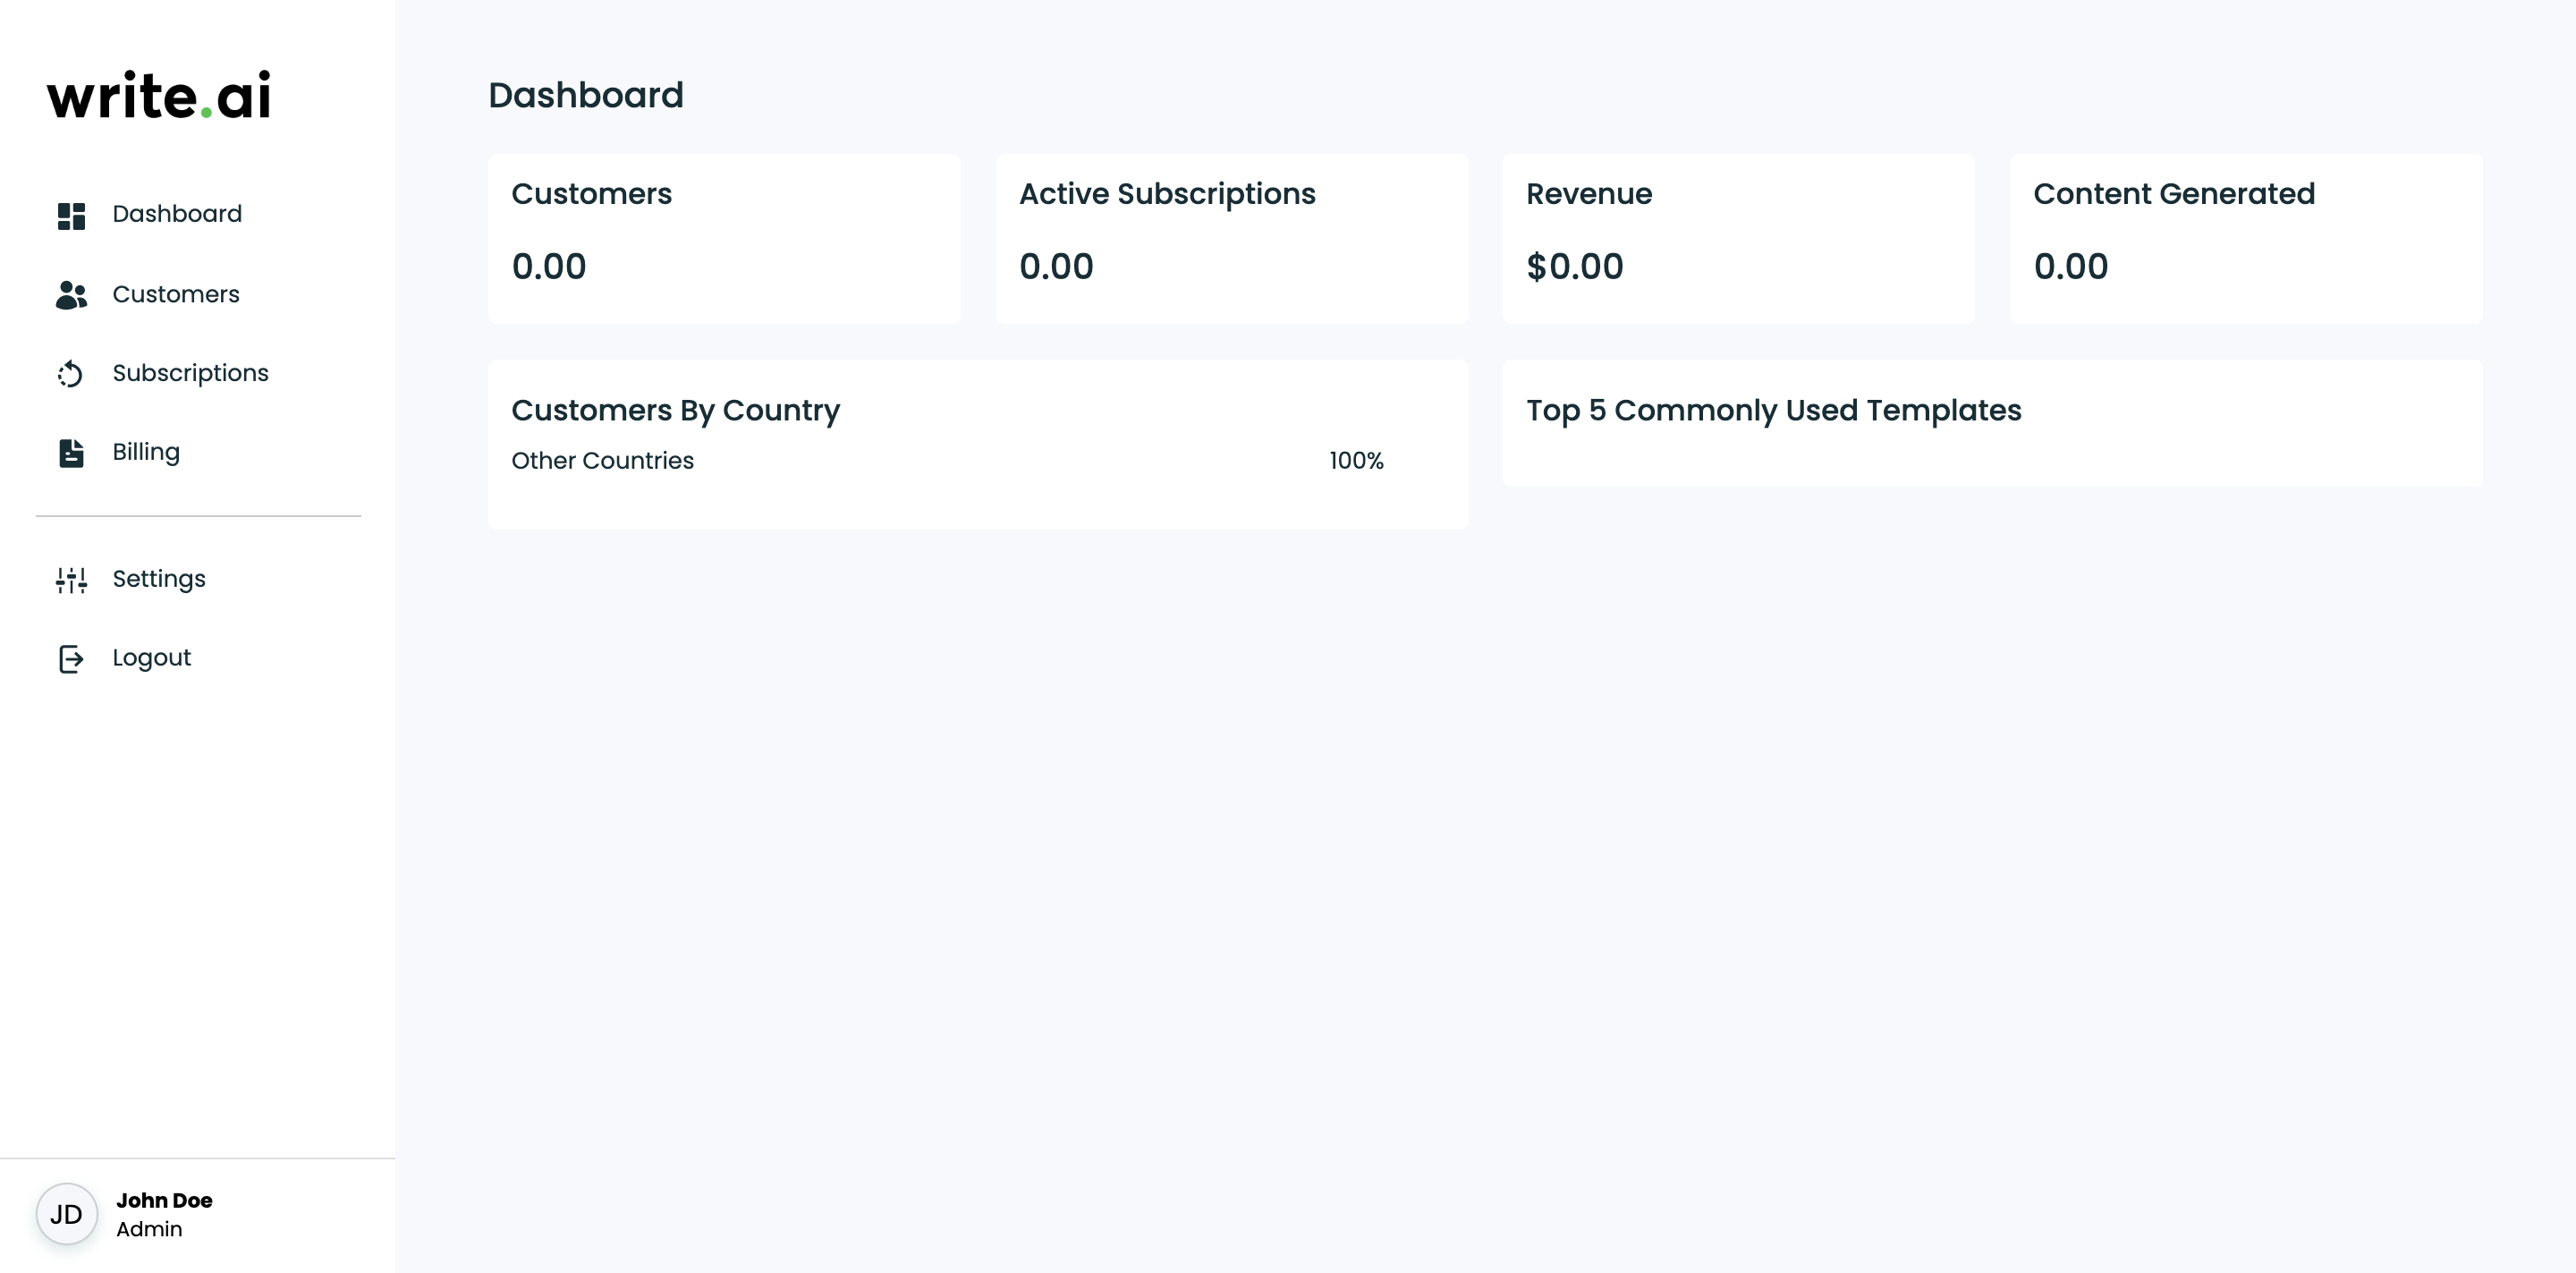 write.ai
Dashboard
Customers
Subscriptions
Billing
Settings
Logout
John Doe
JD
Admin
Dashboard
Customers
0.00
Active Subscriptions
0.00
Revenue
$0.00
Content Generated
0.00
Customers By Country
Other Countries 100%
Top 5 Commonly Used Templates